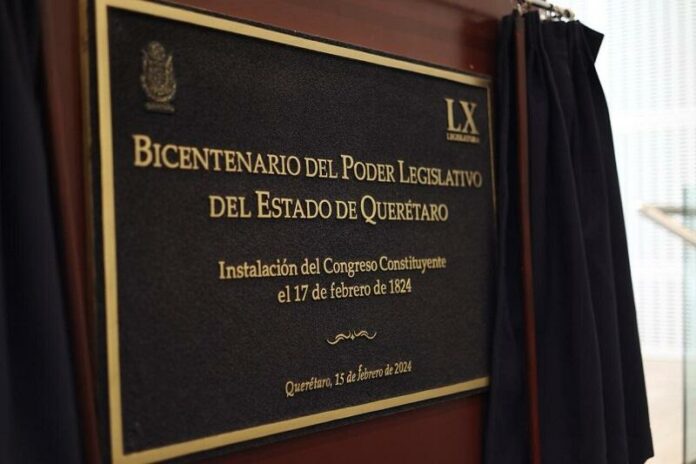 LX
LEGISLATURA
BICENTENARIO DEL PODER LEGISLATIVO
DEL ESTADO DE QUERÉTARO
Instalación del Congreso Constituyente
el 17 de febrero de 1824
Querétaro, 15 de febrero de 2024